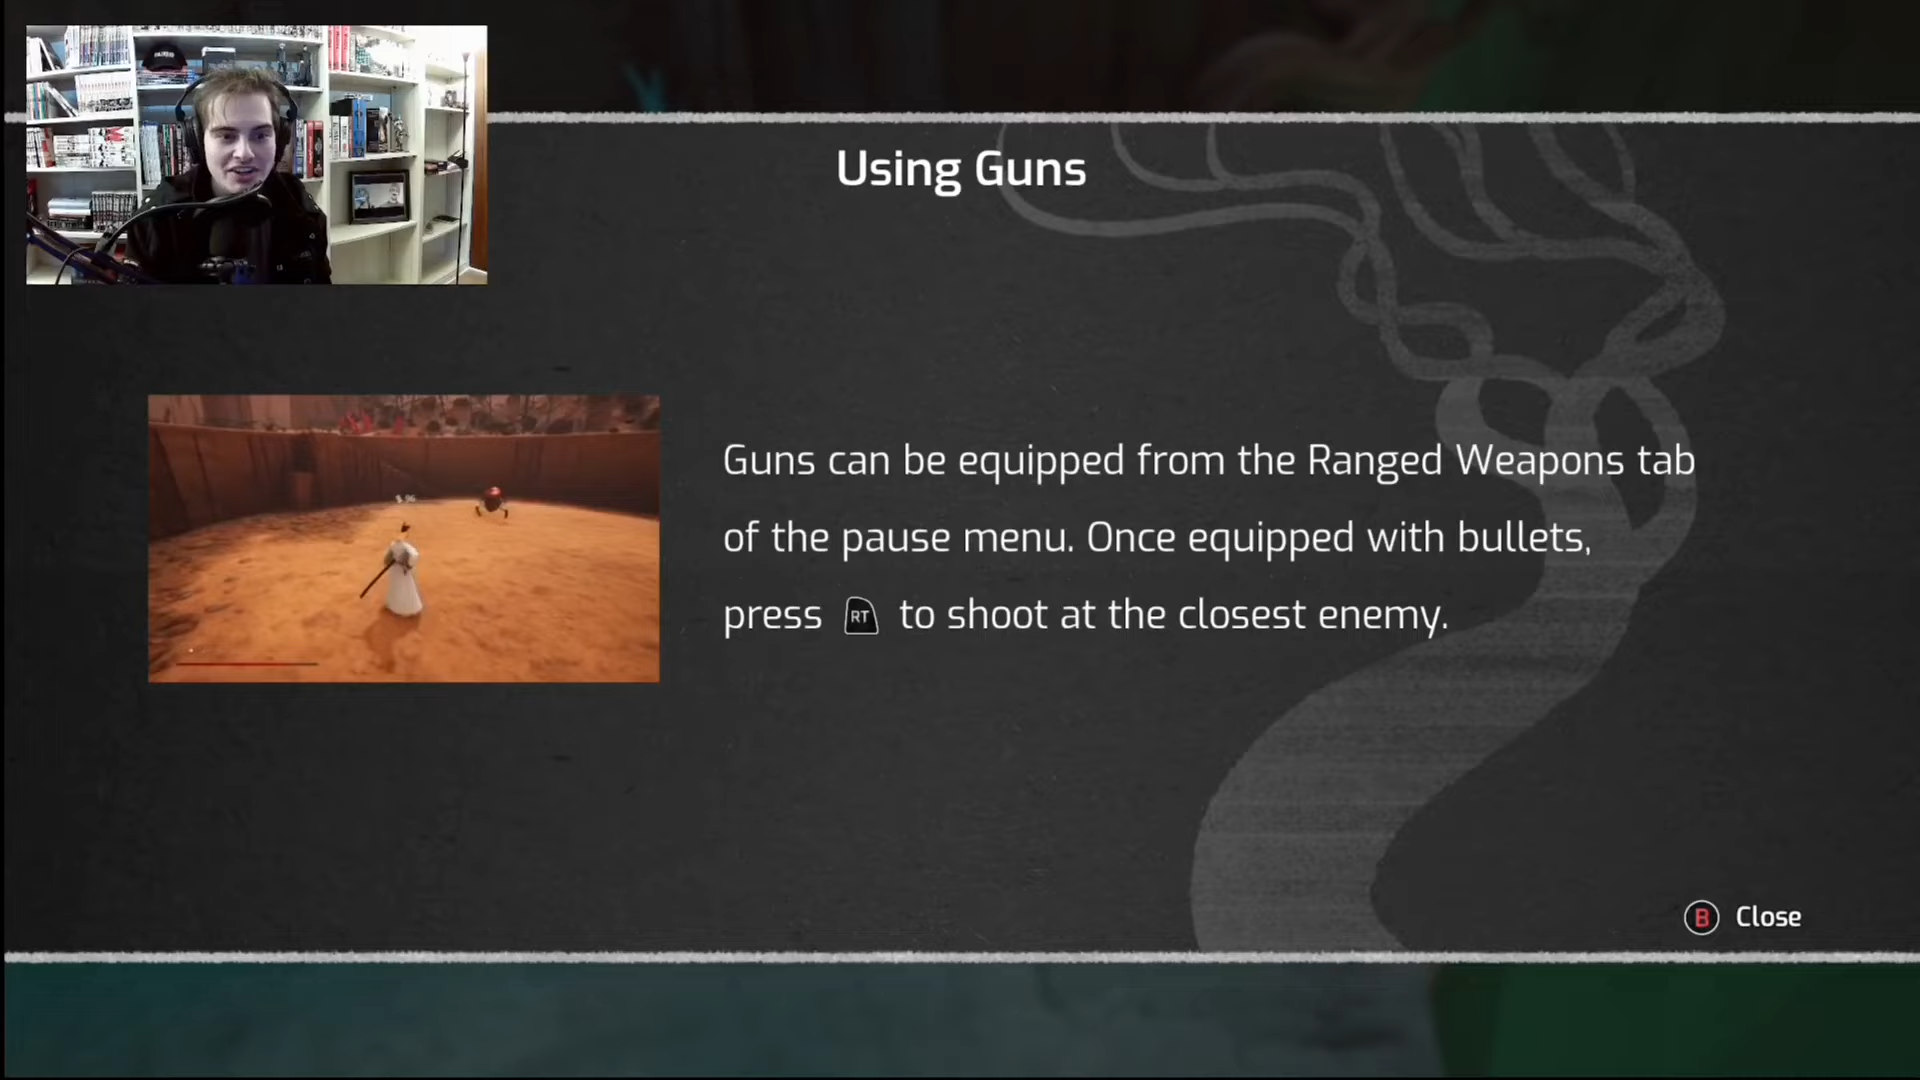 Using Guns
Guns can be equipped from the Ranged Weapons tab
of the pause menu. Once equipped with bullets,
press RT to shoot at the closest enemy.
B Close